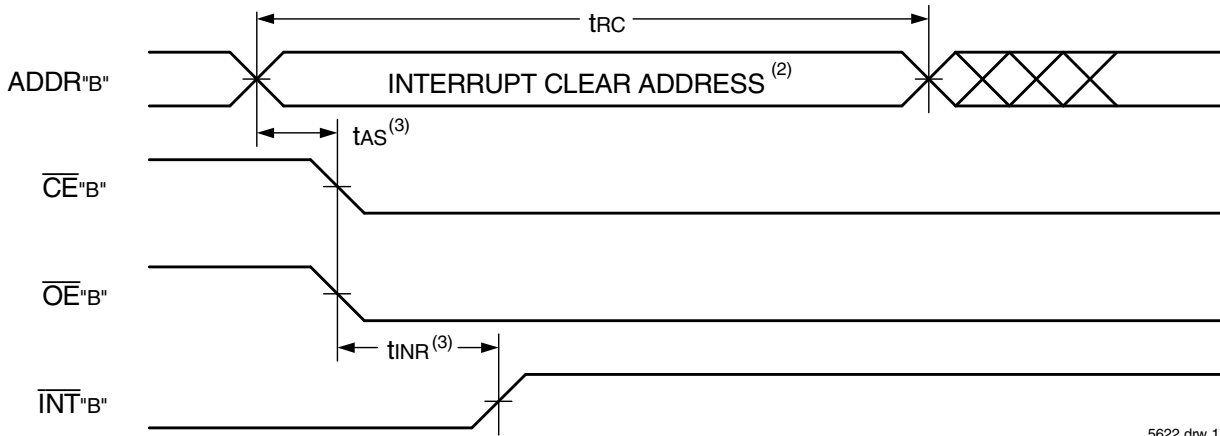 tRC
ADDR"B"
INTERRUPT CLEAR ADDRESS (2)
tAS(3)
CE"B"
OE"B"
tINR(3)
INT"B"